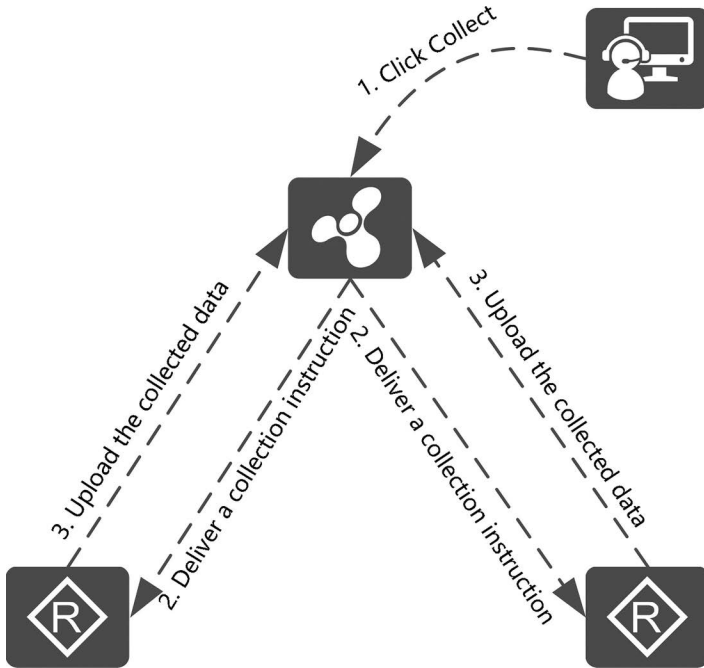 1. Click Collect
3. Upload the collected data
2. Deliver a collection instruction
2. Deliver a collection instruction
3. Upload the collected data
R
R